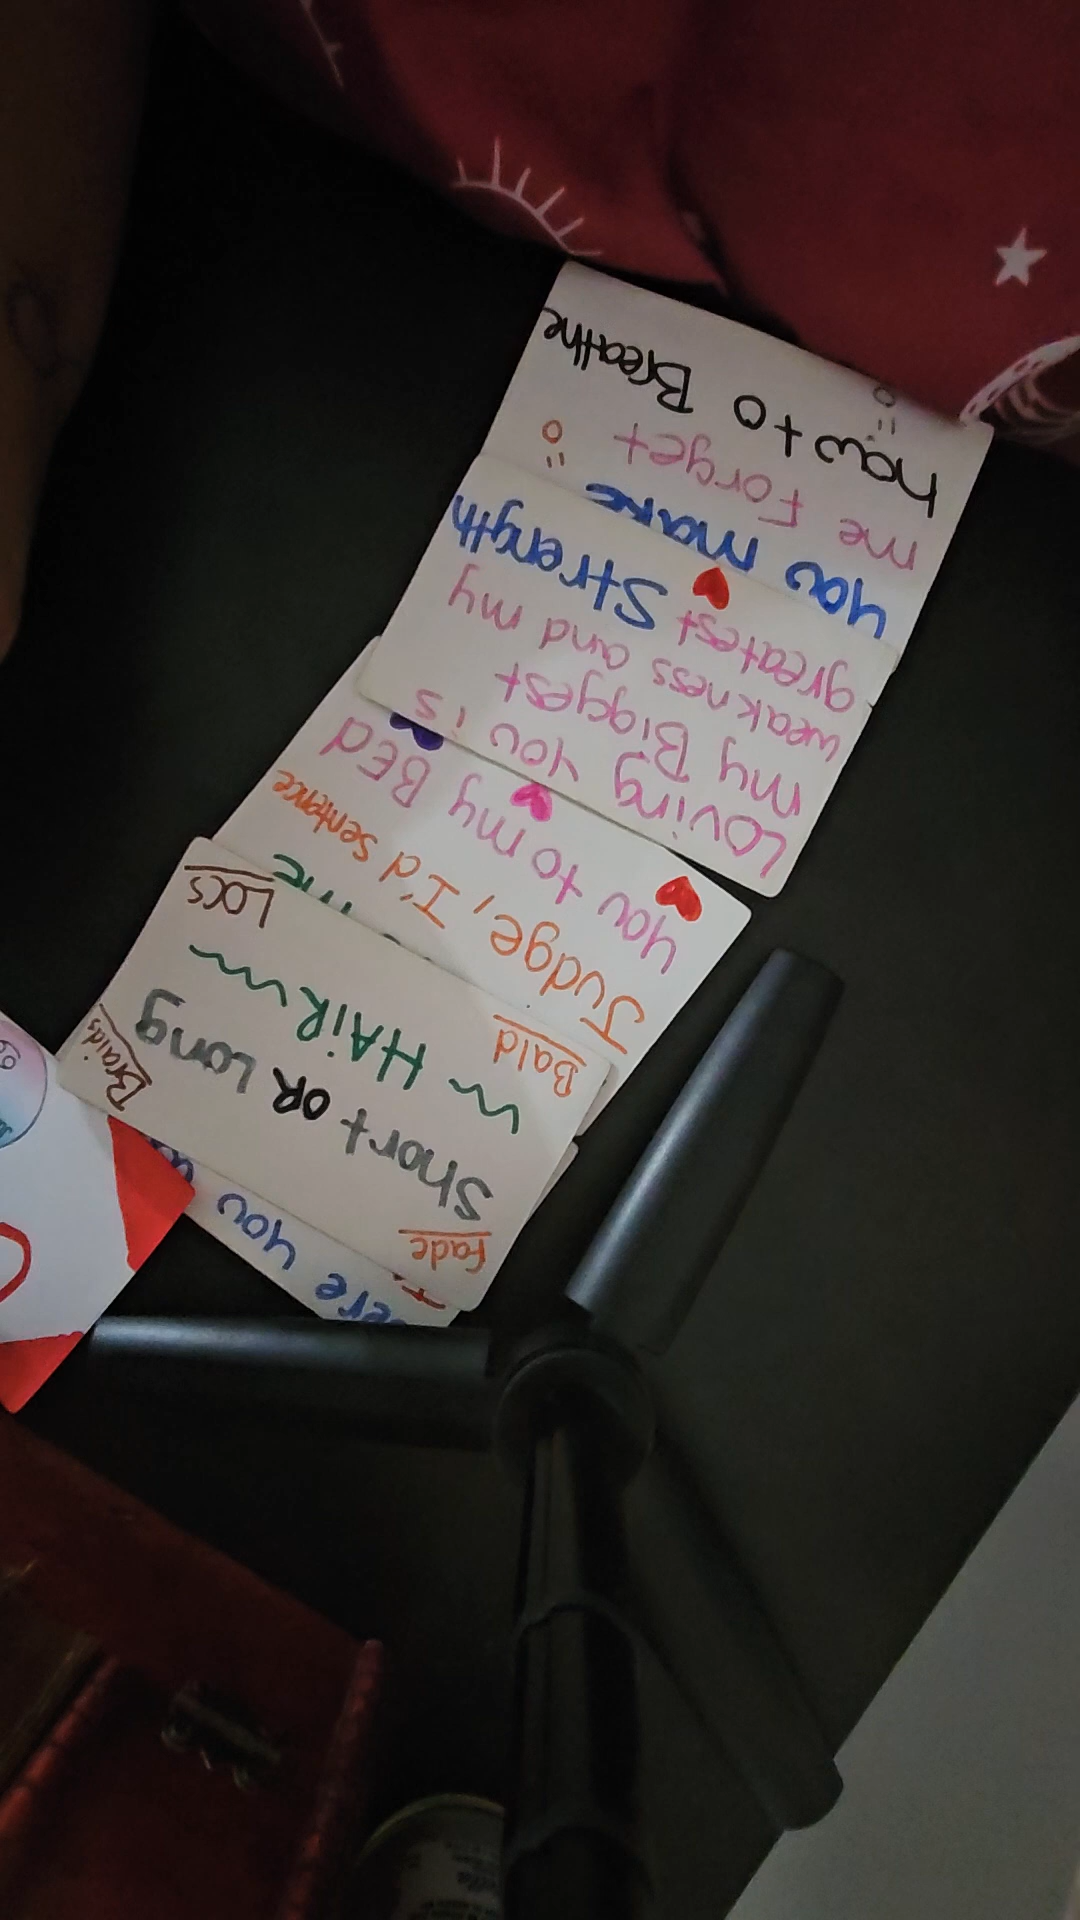 you make
me Forget
how to Breathe
Loving you is
my Biggest
weakness and my
greatest Strength
Judge, I'd Sentence
you to my BEd
Fade
Braids
Short OR Long
HAiR
Bald
Locs
ere you